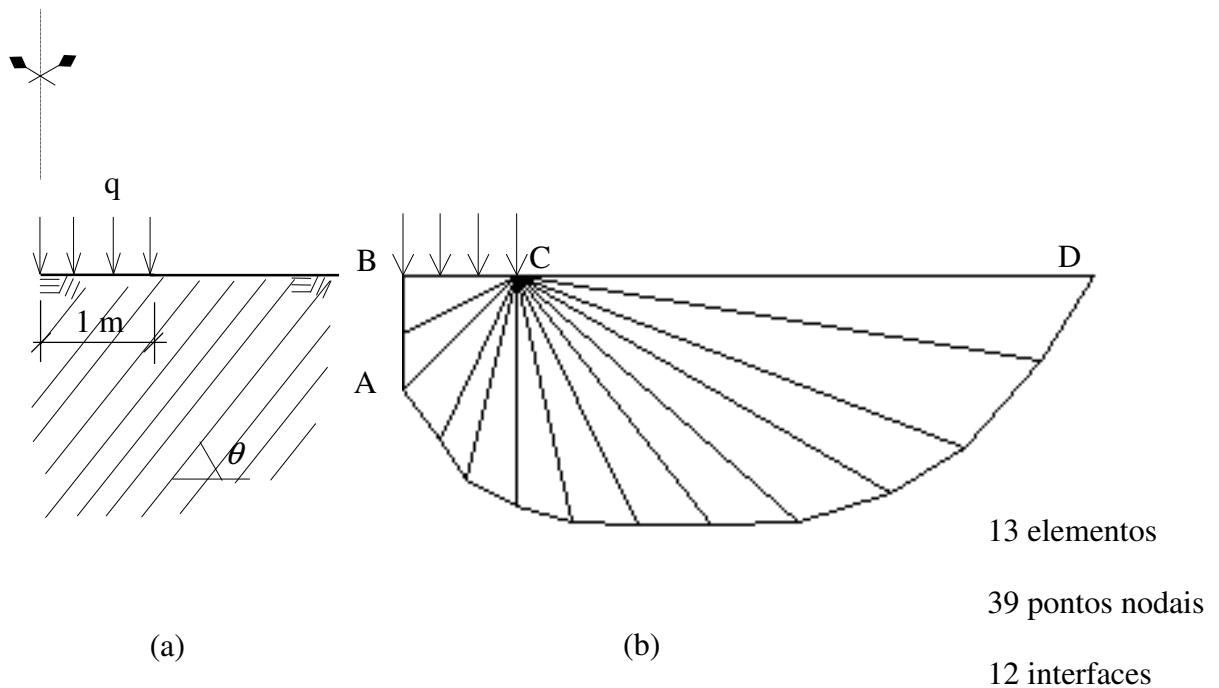 q
1 m
θ
(a)
B
C
D
A
(b)
13 elementos
39 pontos nodais
12 interfaces